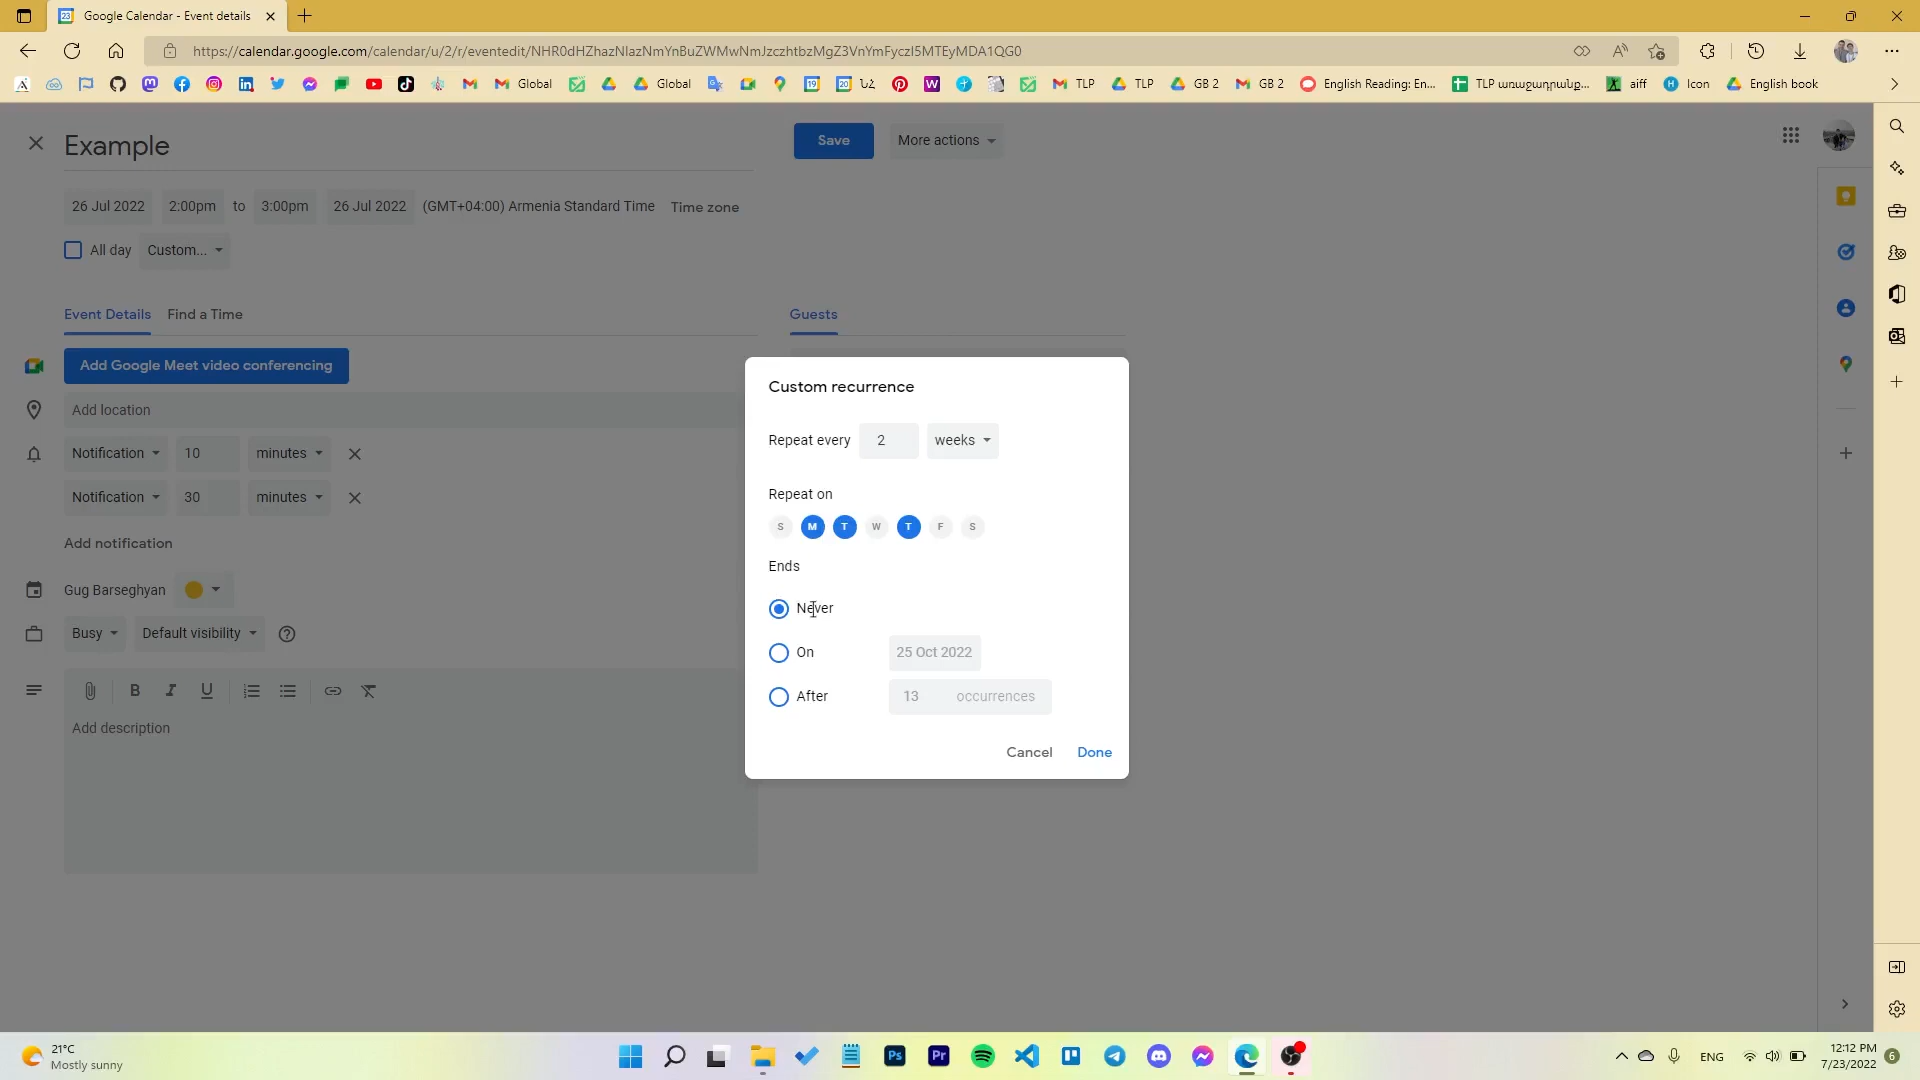 Google Calendar - Event details
https://calendar.google.com/calendar/u/2/r/eventedit/NHR0dHZhazNlazNmYnBuZWMwNmJzczhtbzMgZ3VnYmFyczI5MTEyMDA1QG0
Global
Global
ՆՀ
TLP
TLP
GB 2
GB 2
English Reading: En...
TLP առաջադրանք...
aiff
Icon
English book
Example
Save
More actions
26 Jul 2022
2:00pm
to
3:00pm
26 Jul 2022
(GMT+04:00) Armenia Standard Time
Time zone
All day
Custom...
Event Details
Find a Time
Guests
Add Google Meet video conferencing
Add location
Notification
10
minutes
Notification
30
minutes
Add notification
Gug Barseghyan
Busy
Default visibility
B I U
Add description
Custom recurrence
Repeat every
2
weeks
Repeat on
S M T W T F S
Ends
Never
On
25 Oct 2022
After
13
occurrences
Cancel
Done
21°C
Mostly sunny
Ps
Pr
ENG
12:12 PM
7/23/2022
6